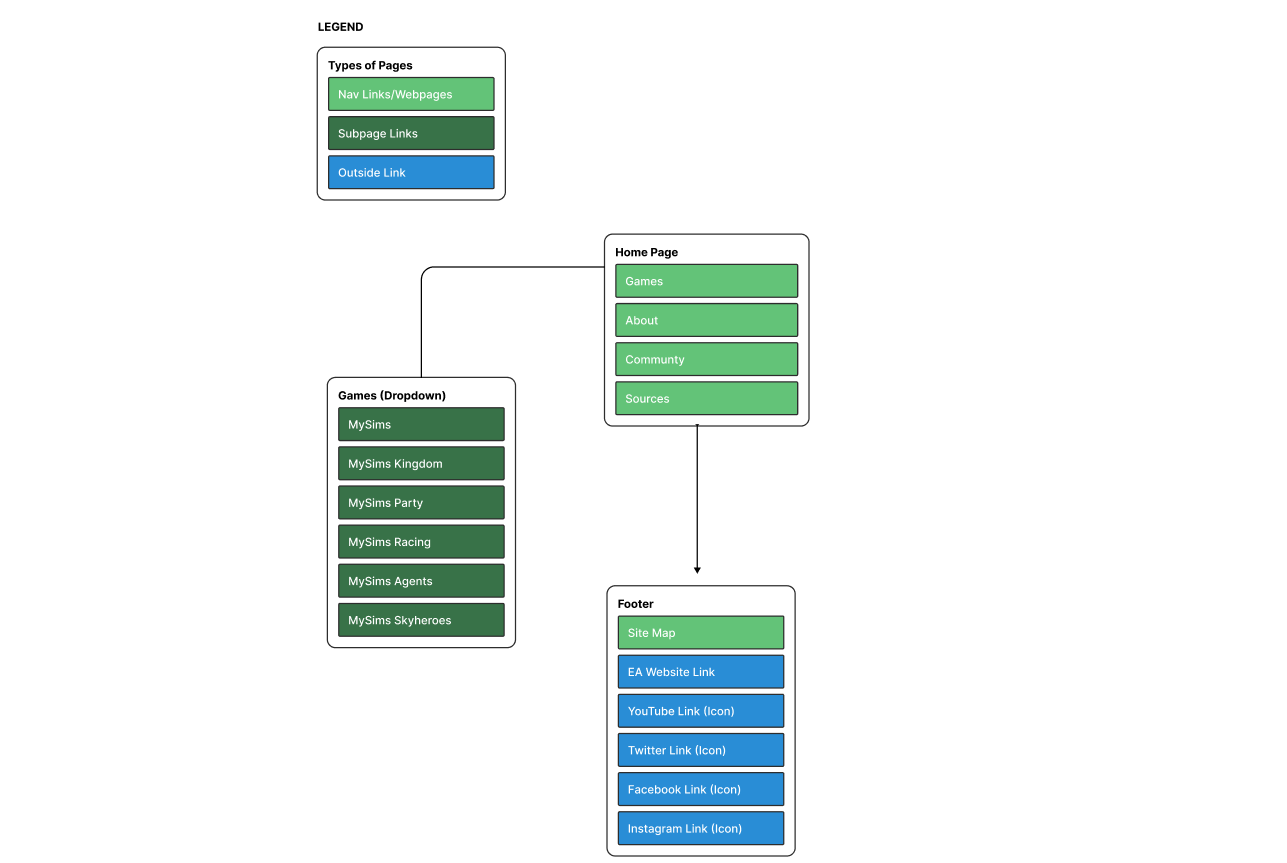 LEGEND
Types of Pages
Nav Links/Webpages
Subpage Links
Outside Link
Home Page
Games
About
Communty
Sources
Games (Dropdown)
MySims
MySims Kingdom
MySims Party
MySims Racing
MySims Agents
MySims Skyheroes
Footer
Site Map
EA Website Link
YouTube Link (Icon)
Twitter Link (Icon)
Facebook Link (Icon)
Instagram Link (Icon)